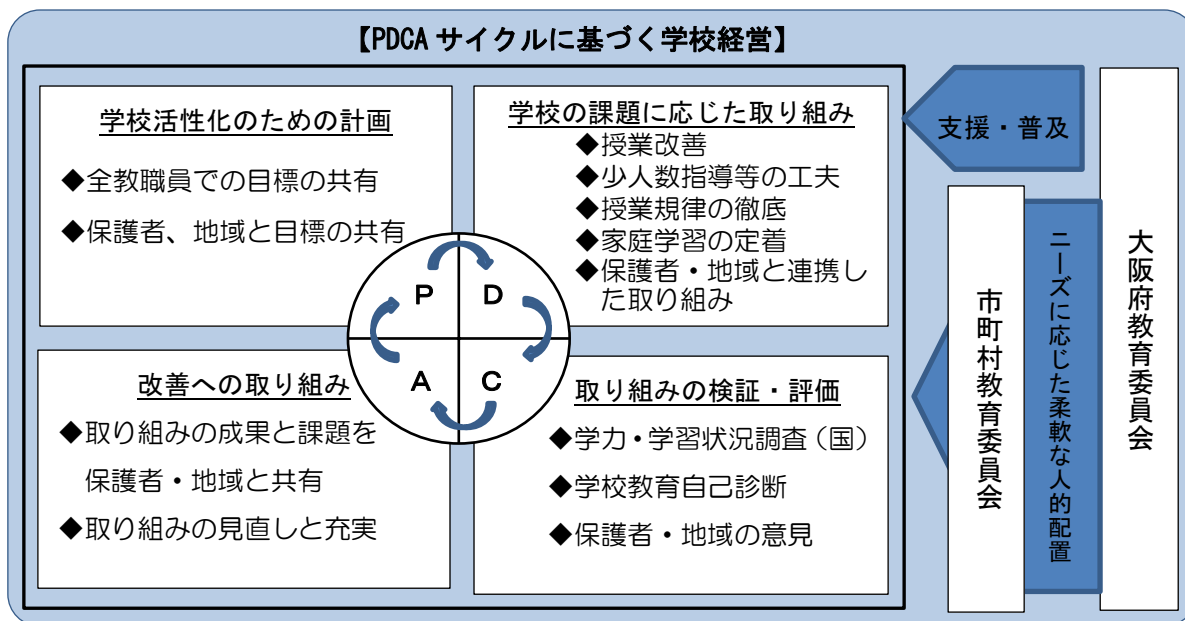 【PDCAサイクルに基づく学校経営】
学校活性化のための計画
◆全教職員での目標の共有
◆保護者、地域と目標の共有
学校の課題に応じた取り組み
◆授業改善
◆少人数指導等の工夫
◆授業規律の徹底
◆家庭学習の定着
◆保護者・地域と連携し
た取り組み
P
D
A
C
改善への取り組み
◆取り組みの成果と課題を
保護者・地域と共有
◆取り組みの見直しと充実
取り組みの検証・評価
◆学力・学習状況調査（国）
◆学校教育自己診断
◆保護者・地域の意見
支援・普及
市町村教育委員会
ニーズに応じた柔軟な人的配置
大阪府教育委員会